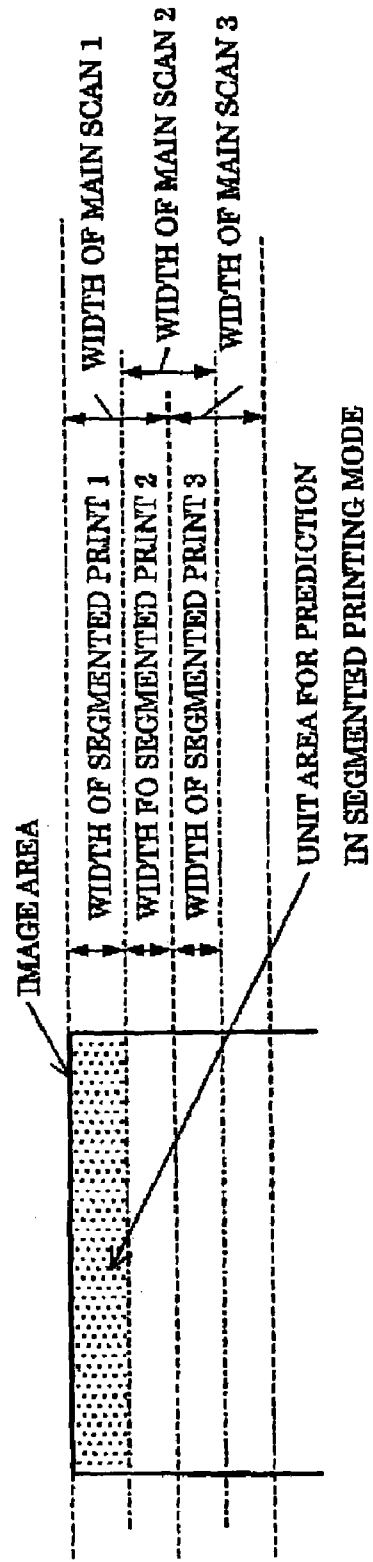 IMAGE AREA
WIDTH OF SEGMENTED PRINT 1
WIDTH FO SEGMENTED PRINT 2
WIDTH OF SEGMENTED PRINT 3
WIDTH OF MAIN SCAN 1
WIDTH OF MAIN SCAN 2
WIDTH OF MAIN SCAN 3
UNIT AREA FOR PREDICTION
IN SEGMENTED PRINTING MODE